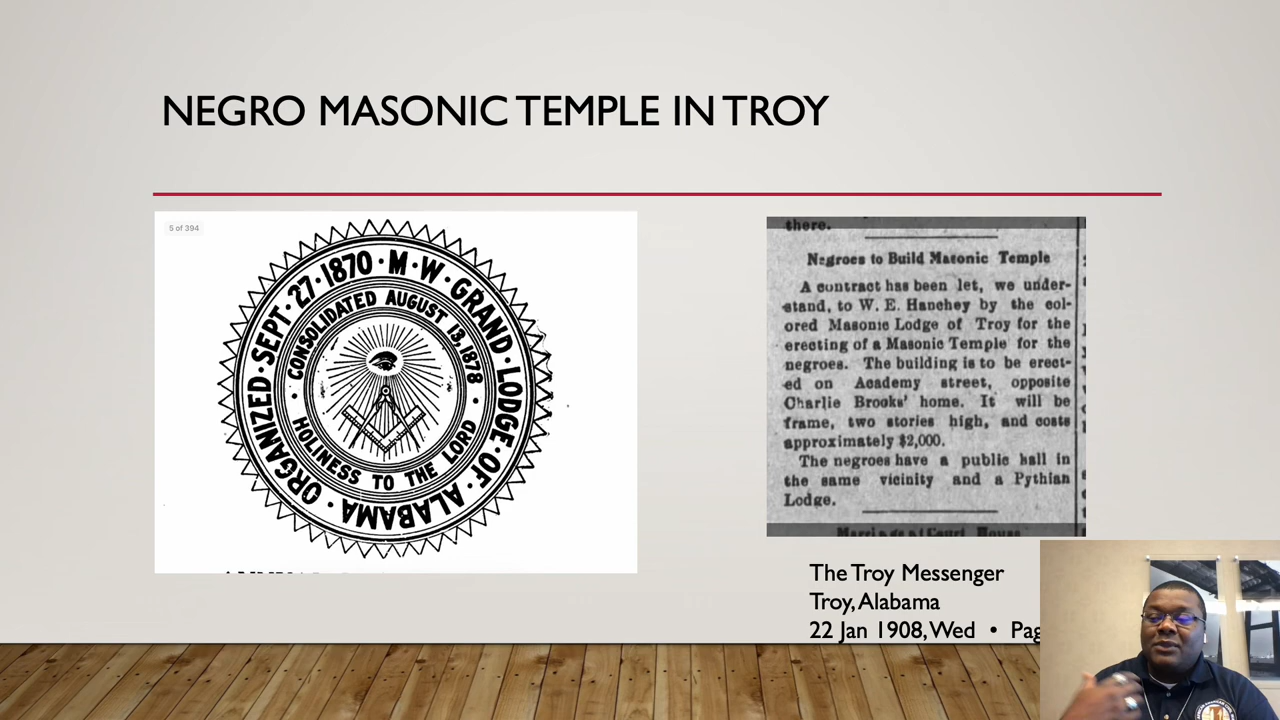 NEGRO MASONIC TEMPLE IN TROY
5 of 394
ORGANIZED · SEPT · 27 · 1870 · M · W · GRAND · LODGE · OF · ALABAMA ·
· CONSOLIDATED AUGUST 13, 1878 ·
HOLINESS TO THE LORD
there.
Negroes to Build Masonic Temple
A contract has been let, we under-
stand, to W. E. Hanchey by the col-
ored Masonic Lodge of Troy for the
erecting of a Masonic Temple for the
negroes. The building is to be erect-
ed on Academy street, opposite
Charlie Brooks' home. It will be
frame, two stories high, and costs
approximately $2,000.
The negroes have a public hall in
the same vicinity and a Pythian
Lodge.
Marriage at Court House
The Troy Messenger
Troy, Alabama
22 Jan 1908, Wed • Pag